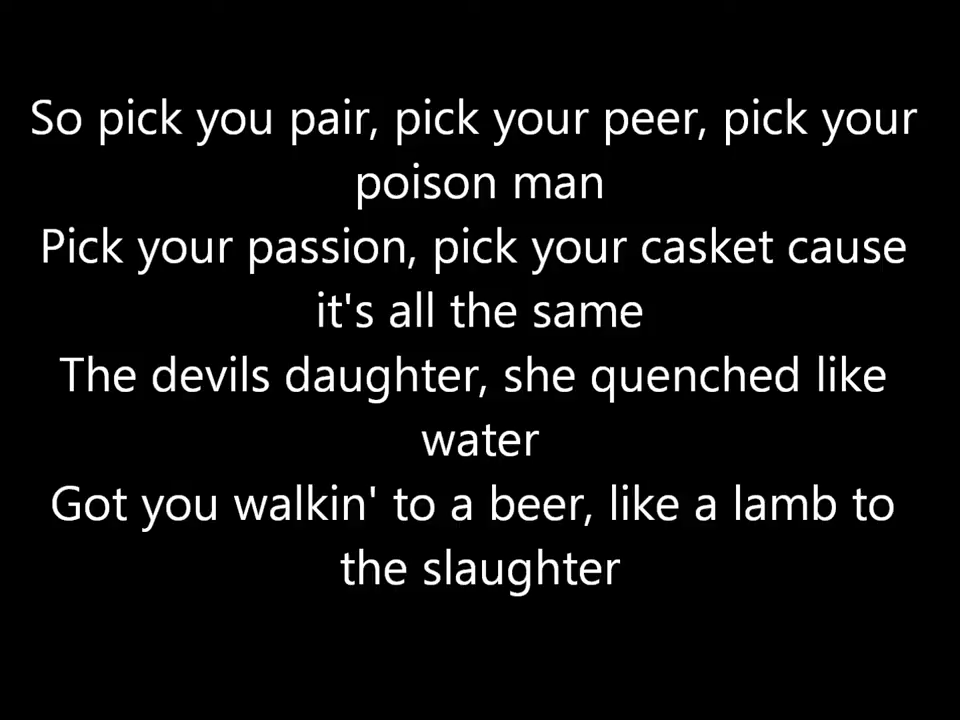 So pick you pair, pick your peer, pick your
poison man
Pick your passion, pick your casket cause
it's all the same
The devils daughter, she quenched like
water
Got you walkin' to a beer, like a lamb to
the slaughter